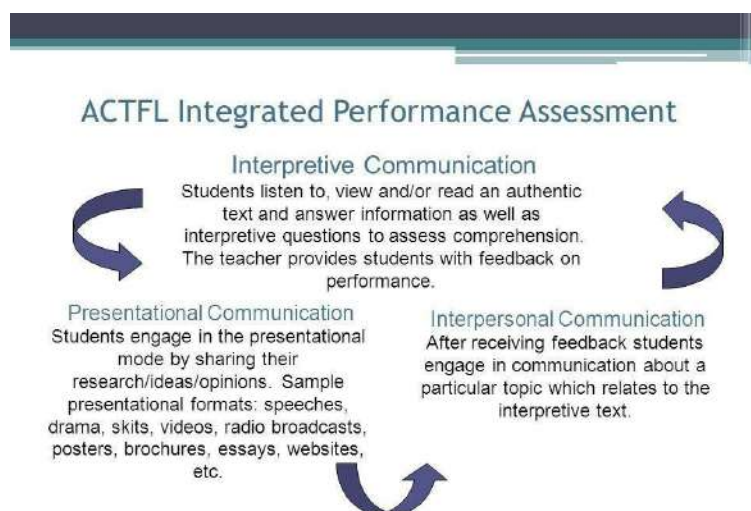 ACTFL Integrated Performance Assessment
Interpretive Communication
Students listen to, view and/or read an authentic
text and answer information as well as
interpretive questions to assess comprehension.
The teacher provides students with feedback on
performance.
Presentational Communication
Students engage in the presentational
mode by sharing their
research/ideas/opinions. Sample
presentational formats: speeches,
drama, skits, videos, radio broadcasts,
posters, brochures, essays, websites,
etc.
Interpersonal Communication
After receiving feedback students
engage in communication about a
particular topic which relates to the
interpretive text.